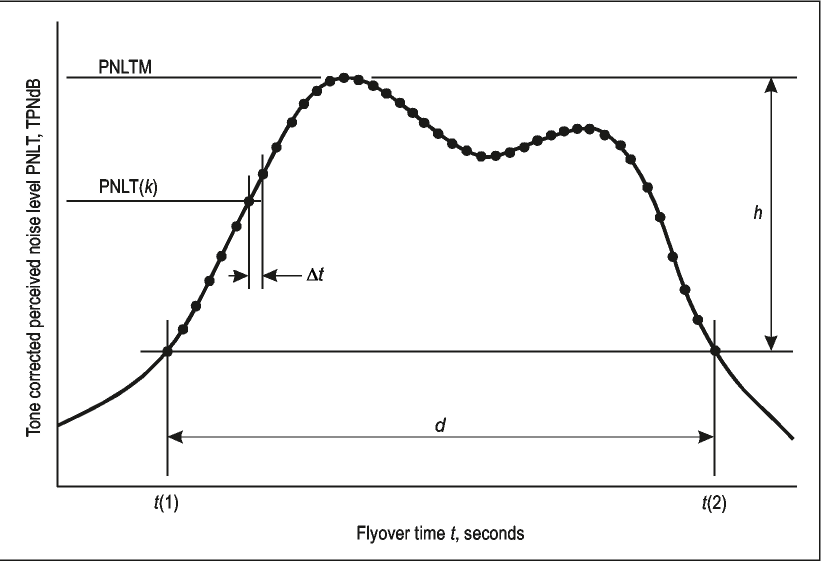 PNLTM
PNLT(k)
Δt
h
d
t(1)
t(2)
Flyover time t, seconds
Tone corrected perceived noise level PNLT, TPNdB